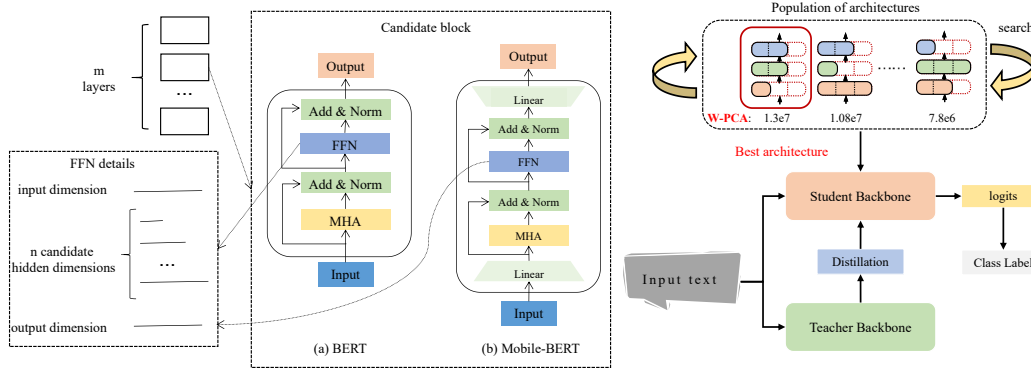 m
layers
...
FFN details
input dimension
n candidate
hidden dimensions
...
output dimension
Candidate block
Output
Add & Norm
FFN
Add & Norm
MHA
Input
(a) BERT
Output
Linear
Add & Norm
FFN
Add & Norm
MHA
Linear
Input
(b) Mobile-BERT
Population of architectures
search
......
W-PCA: 1.3e7 1.08e7 7.8e6
Best architecture
Student Backbone
logits
Distillation
Class Label
Input text
Teacher Backbone